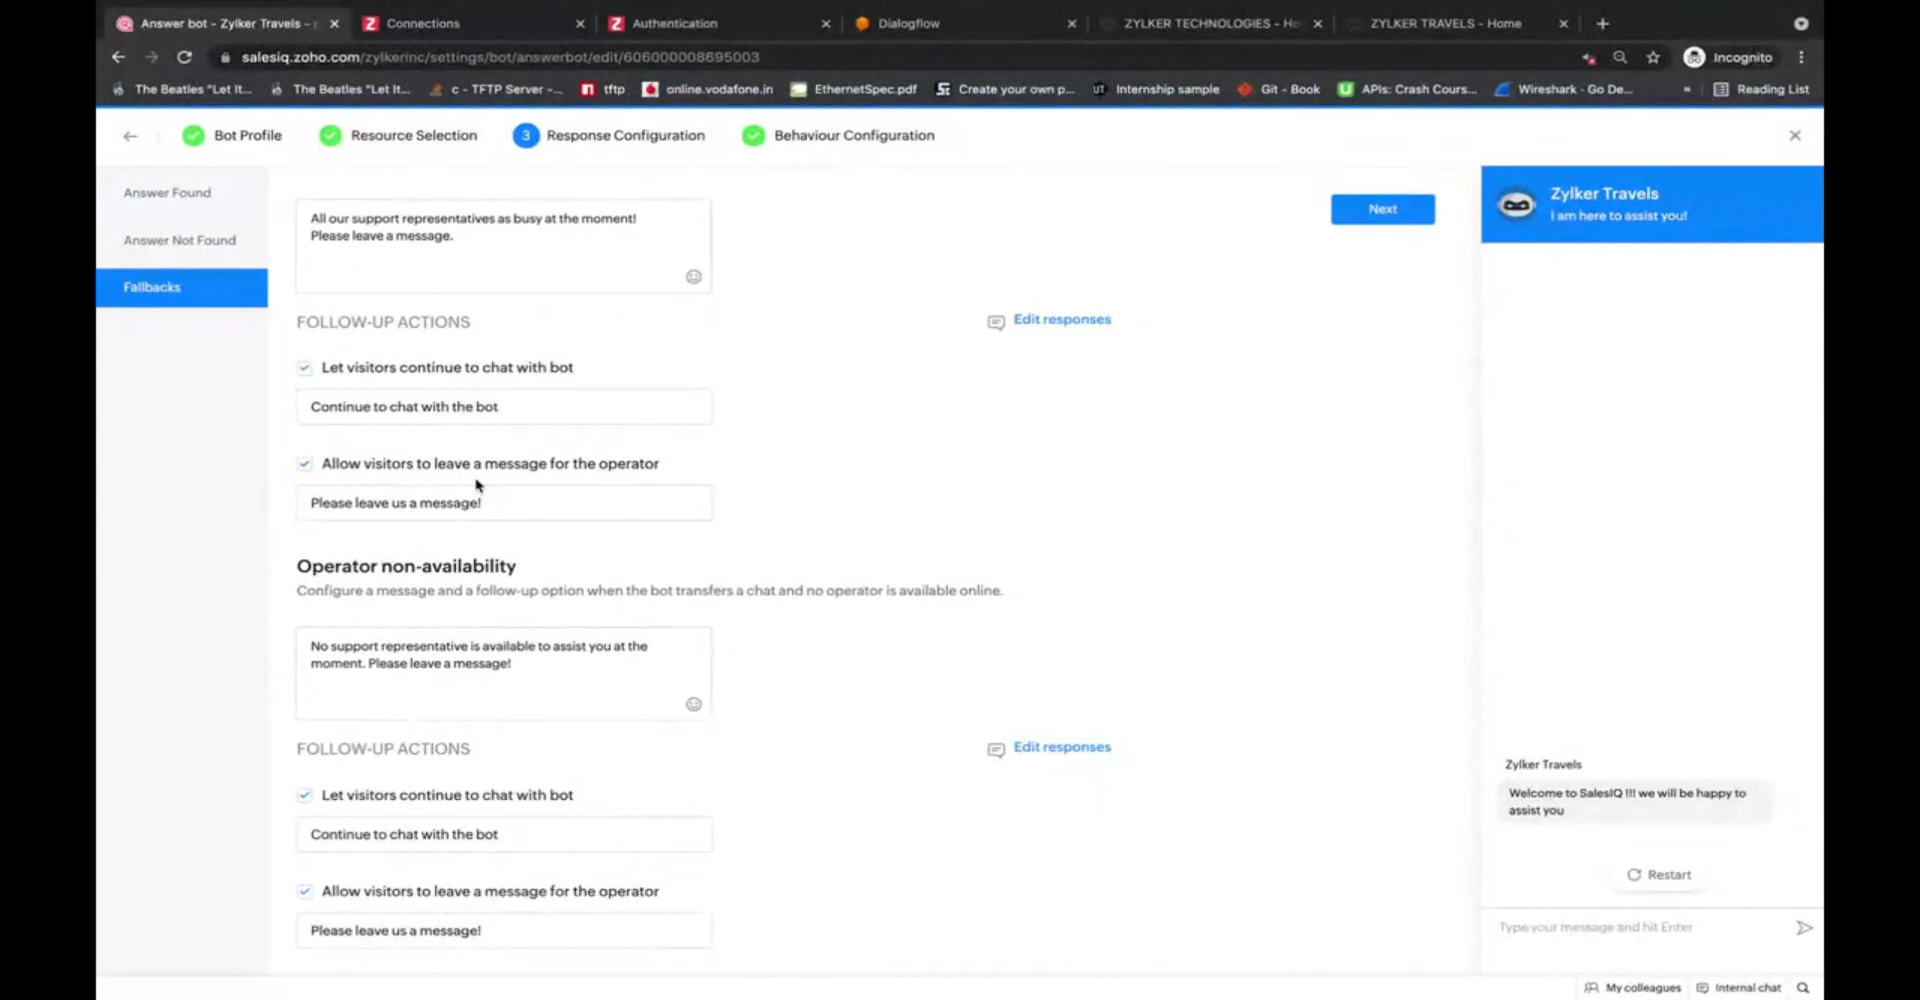 Answer bot - Zylker Travels -
Connections
Authentication
Dialogflow
ZYLKER TECHNOLOGIES - Ho
ZYLKER TRAVELS - Home
salesiq.zoho.com/zylkerinc/settings/bot/answerbot/edit/606000008695003
Incognito
The Beatles "Let It...
The Beatles "Let It...
c - TFTP Server -...
tftp
online.vodafone.in
EthernetSpec.pdf
Create your own p...
Internship sample
Git - Book
APIs: Crash Cours...
Wireshark - Go De...
»
Reading List
Bot Profile
Resource Selection
3 Response Configuration
Behaviour Configuration
Answer Found
Answer Not Found
Fallbacks
All our support representatives as busy at the moment!
Please leave a message.
Next
FOLLOW-UP ACTIONS
Edit responses
Let visitors continue to chat with bot
Continue to chat with the bot
Allow visitors to leave a message for the operator
Please leave us a message!
Operator non-availability
Configure a message and a follow-up option when the bot transfers a chat and no operator is available online.
No support representative is available to assist you at the
moment. Please leave a message!
FOLLOW-UP ACTIONS
Edit responses
Let visitors continue to chat with bot
Continue to chat with the bot
Allow visitors to leave a message for the operator
Please leave us a message!
Zylker Travels
I am here to assist you!
Zylker Travels
Welcome to SalesIQ !!! we will be happy to
assist you
Restart
Type your message and hit Enter
My colleagues
Internal chat